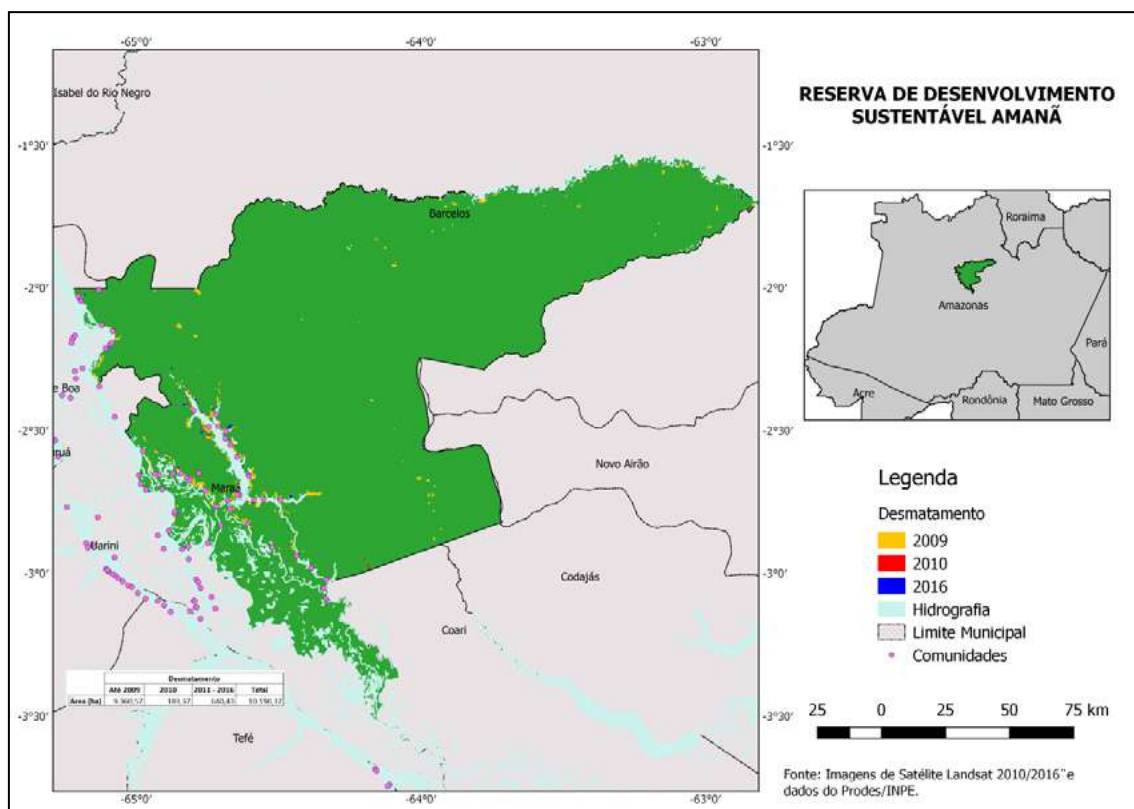 -65°0'
-64°0'
-63°0'
Isabel do Rio Negro
-1°30'
-1°30'
Barcelos
-2°0'
-2°0'
e Boa
-2°30'
-2°30'
ruá
Maraã
Novo Airão
Uarini
-3°0'
-3°0'
Codajás
Coari
Desmatamento
Até 2009
2010
2011 - 2016
Total
Área (ha)
-3°30'
-3°30'
Tefé
-65°0'
-64°0'
-63°0'
RESERVA DE DESENVOLVIMENTO
SUSTENTÁVEL AMANÃ
Roraima
Amazonas
Pará
Acre
Rondônia
Mato Grosso
Legenda
Desmatamento
2009
2010
2016
Hidrografia
Limite Municipal
Comunidades
25 0 25 50 75 km
Fonte: Imagens de Satélite Landsat 2010/2016¨e
dados do Prodes/INPE.